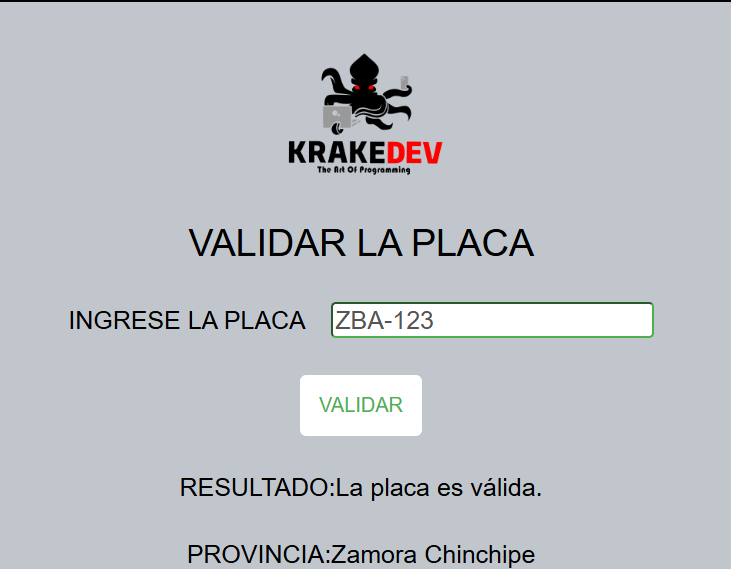 KRAKEDEV
The Art Of Programming
VALIDAR LA PLACA
INGRESE LA PLACA ZBA-123
VALIDAR
RESULTADO:La placa es válida.
PROVINCIA:Zamora Chinchipe